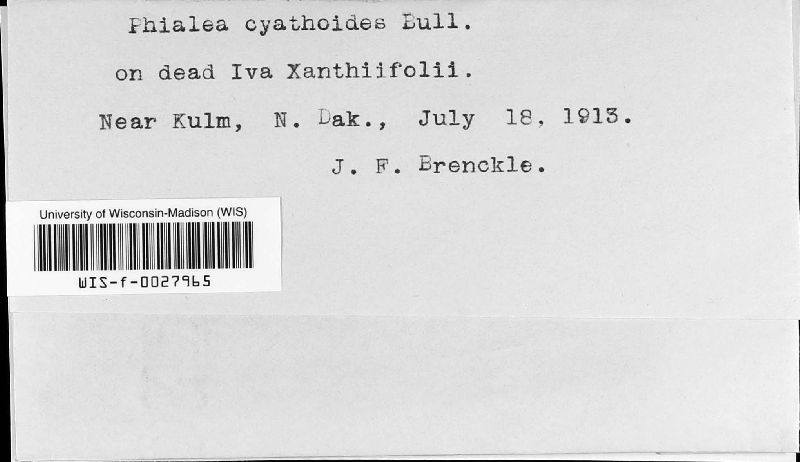 Phialea cyathoides Bull.
on dead Iva Xanthiifolii.
Near Kulm, N. Dak., July 18, 1913.
J. F. Brenckle.
University of Wisconsin-Madison (WIS)
WIS-f-0027965